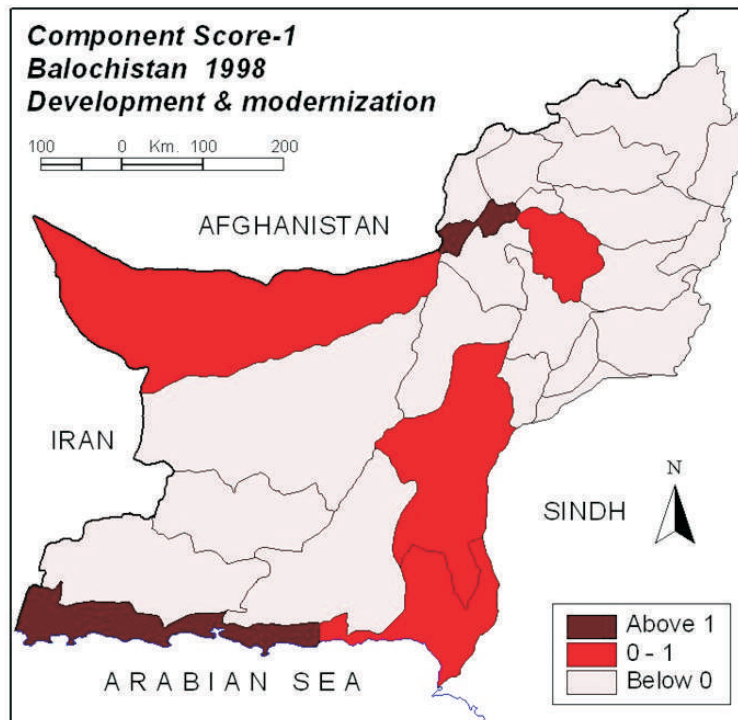 Component Score-1
Balochistan 1998
Development & modernization
100 0 Km. 100 200
AFGHANISTAN
IRAN
N
SINDH
ARABIAN SEA
Above 1
0 - 1
Below 0